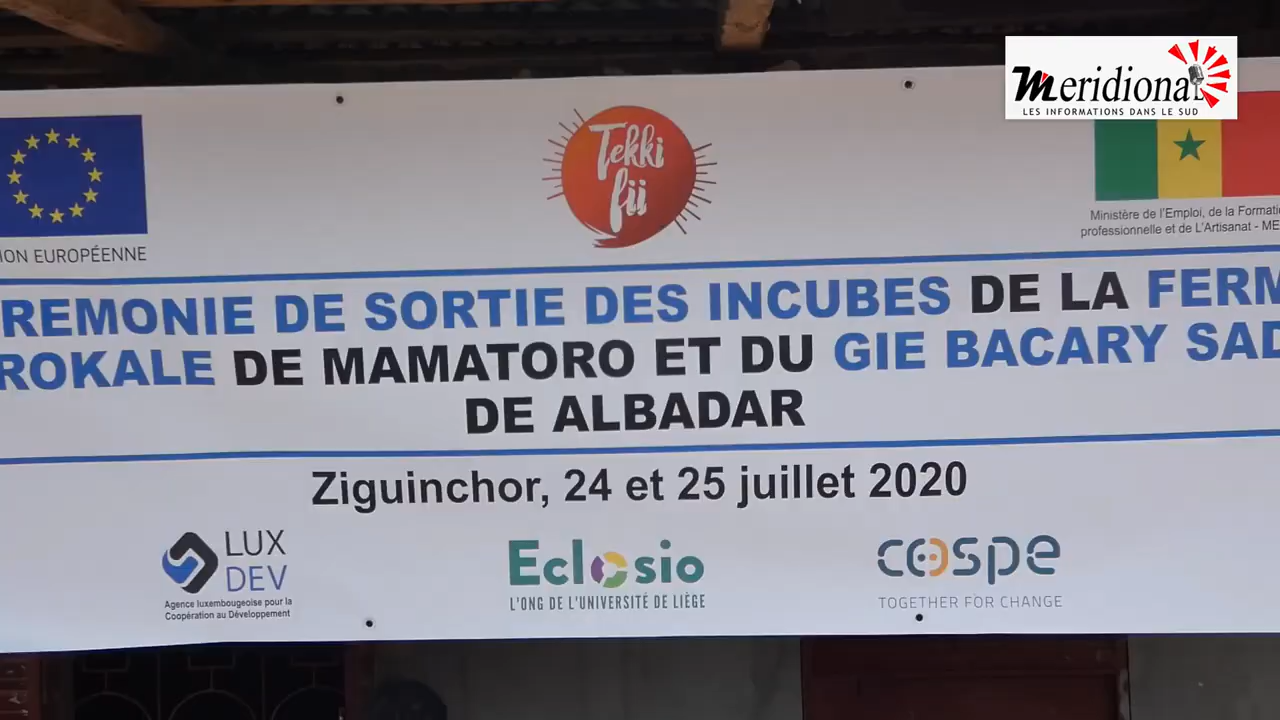 Meridional
LES INFORMATIONS DANS LE SUD
Tekki
fii
ION EUROPÉENNE
Ministère de l'Emploi, de la Formati
professionnelle et de L'Artisanat - ME
REMONIE DE SORTIE DES INCUBES DE LA FERM
ROKALE DE MAMATORO ET DU GIE BACARY SAD
DE ALBADAR
Ziguinchor, 24 et 25 juillet 2020
LUX
DEV
Agence luxembougeoise pour la
Coopération au Développement
Eclosio
L'ONG DE L'UNIVERSITÉ DE LIÈGE
cospe
TOGETHER FOR CHANGE